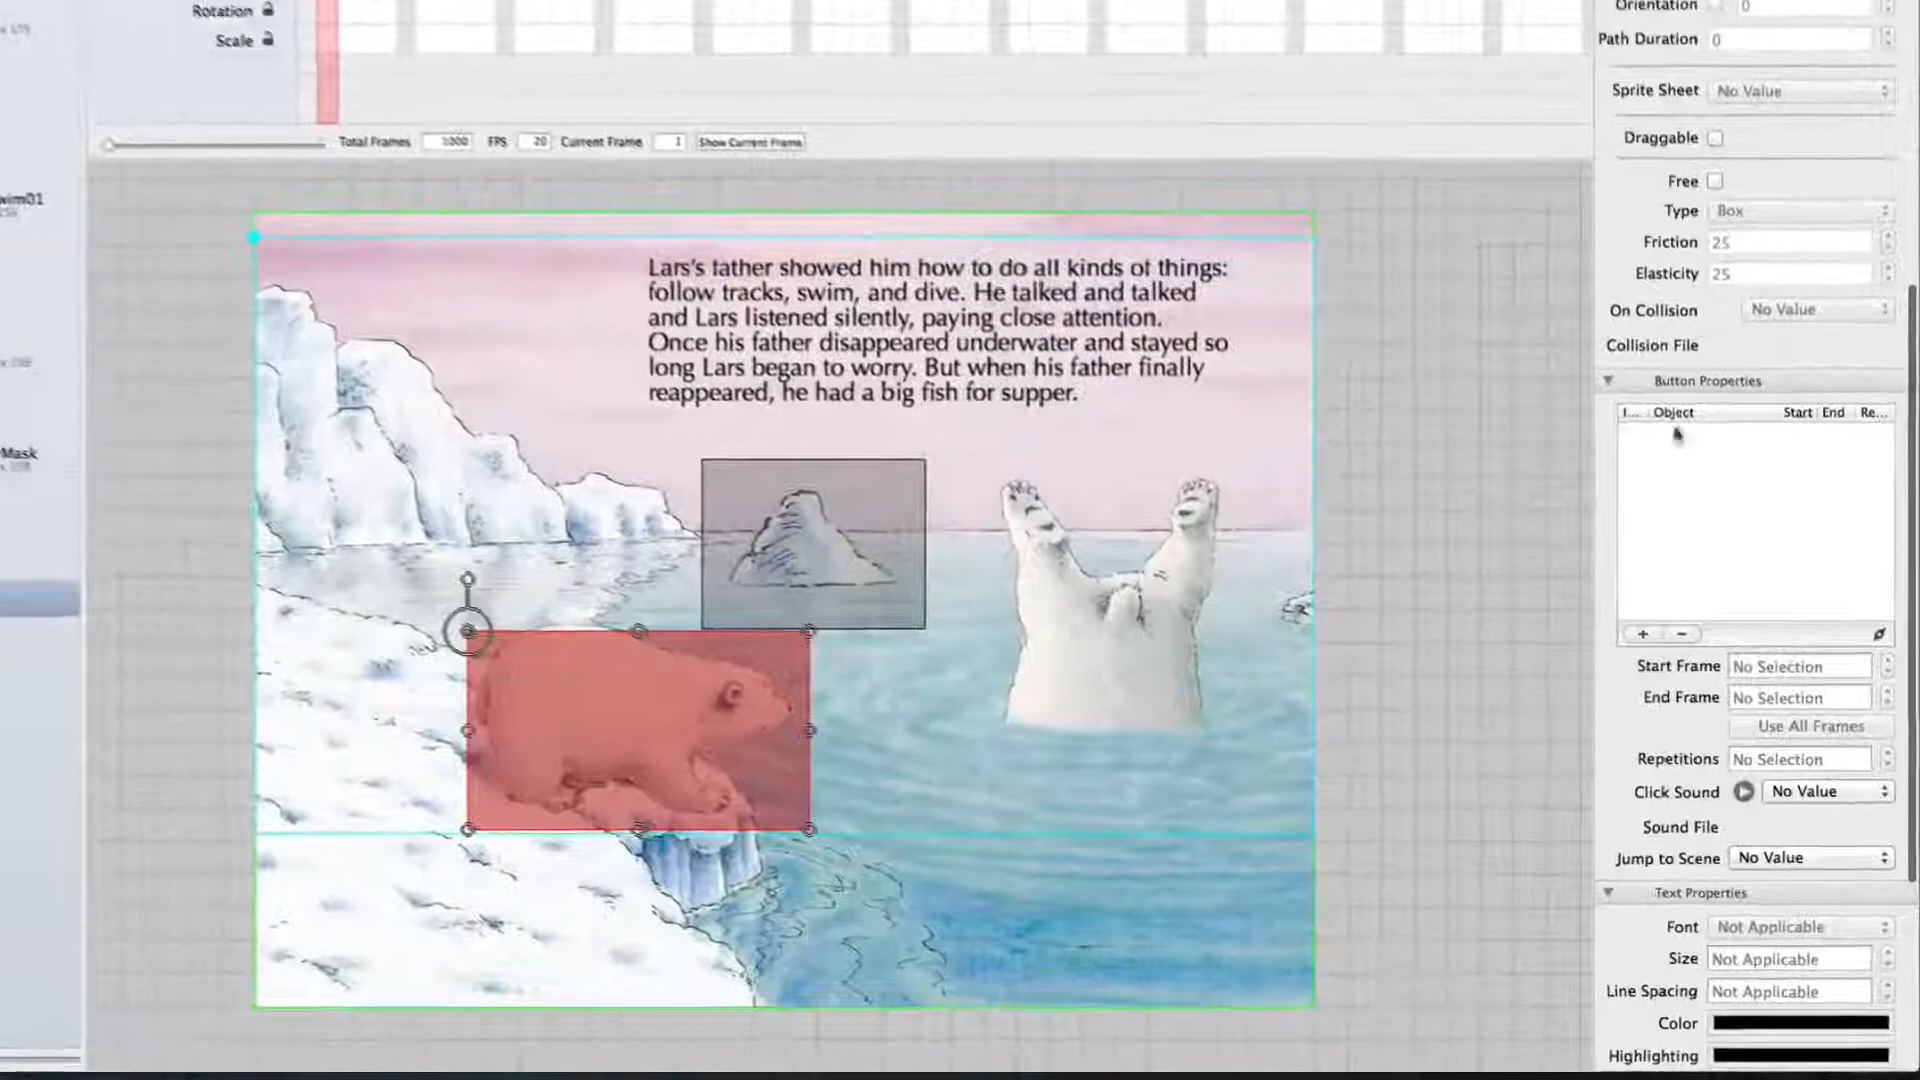 Rotation
Scale
Total Frames 1000 FPS 20 Current Frame 1 Show Current Frame
wim01
Mask
Lars's father showed him how to do all kinds of things:
follow tracks, swim, and dive. He talked and talked
and Lars listened silently, paying close attention.
Once his father disappeared underwater and stayed so
long Lars began to worry. But when his father finally
reappeared, he had a big fish for supper.
Orientation 0
Path Duration 0
Sprite Sheet No Value
Draggable
Free
Type Box
Friction 25
Elasticity 25
On Collision No Value
Collision File
Button Properties
I... Object Start End Re...
+ -
Start Frame No Selection
End Frame No Selection
Use All Frames
Repetitions No Selection
Click Sound No Value
Sound File
Jump to Scene No Value
Text Properties
Font Not Applicable
Size Not Applicable
Line Spacing Not Applicable
Color
Highlighting